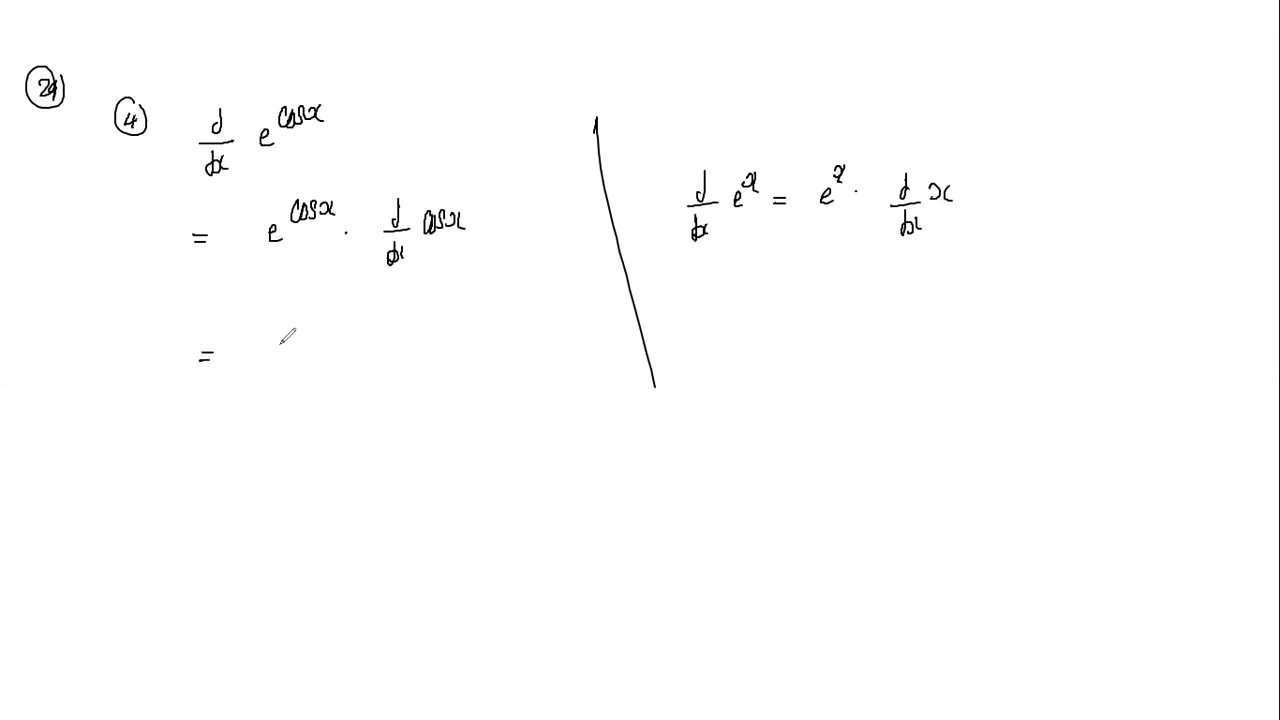 24
4 d/dx e^cosx
= e^cosx · d/dx cosx
=
d/dx e^x = e^x · d/dx x